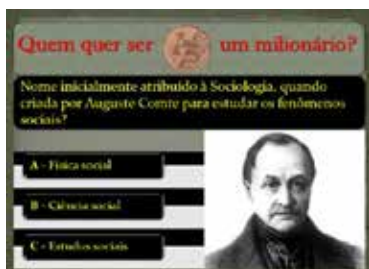 Quem quer ser um milionário?
Nome inicialmente atribuído à Sociologia, quando
criada por Auguste Comte para estudar os fenômenos
sociais?
A - Física social
B - Ciência social
C - Estudos sociais